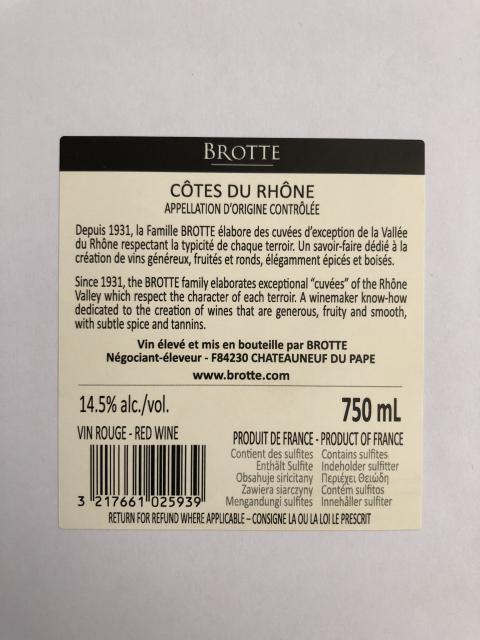 BROTTE
CÔTES DU RHÔNE
APPELLATION D'ORIGINE CONTRÔLÉE
Depuis 1931, la Famille BROTTE élabore des cuvées d'exception de la Vallée
du Rhône respectant la typicité de chaque terroir. Un savoir-faire dédié à la
création de vins généreux, fruités et ronds, élégamment épicés et boisés.
Since 1931, the BROTTE family elaborates exceptional "cuvées" of the Rhône
Valley which respect the character of each terroir. A winemaker know-how
dedicated to the creation of wines that are generous, fruity and smooth,
with subtle spice and tannins.
Vin élevé et mis en bouteille par BROTTE
Négociant-éleveur - F84230 CHATEAUNEUF DU PAPE
www.brotte.com
14.5% alc./vol.
750 mL
VIN ROUGE - RED WINE
PRODUIT DE FRANCE - PRODUCT OF FRANCE
Contient des sulfites Contains sulfites
Enthält Sulfite Indeholder sulfitter
Obsahuje siricitany Περιέχει Θειώδη
Zawiera siarczyny Contém sulfitos
Mengandungi sulfites Innehåller sulfiter
3 217661 025939
RETURN FOR REFUND WHERE APPLICABLE – CONSIGNE LA OU LA LOI LE PRESCRIT